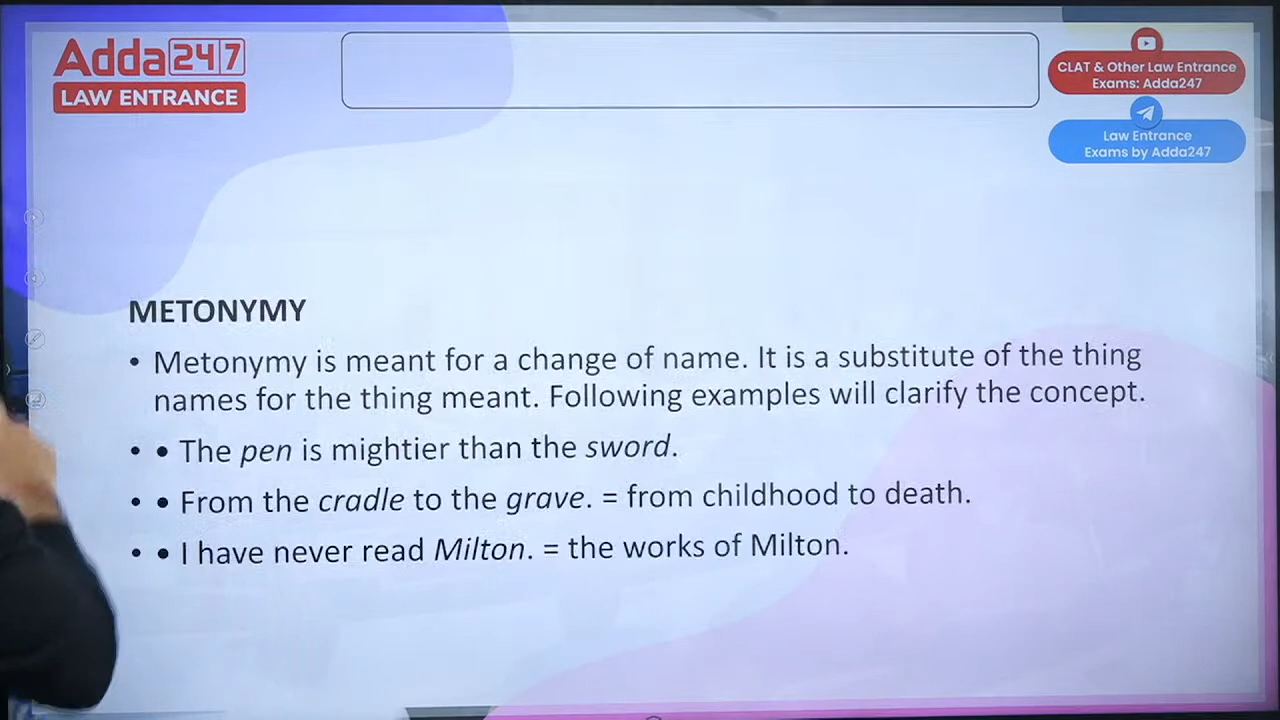 Adda247
LAW ENTRANCE
CLAT & Other Law Entrance
Exams: Adda247
Law Entrance
Exams by Adda247
METONYMY
• Metonymy is meant for a change of name. It is a substitute of the thing
names for the thing meant. Following examples will clarify the concept.
• • The pen is mightier than the sword.
• • From the cradle to the grave. = from childhood to death.
• • I have never read Milton. = the works of Milton.